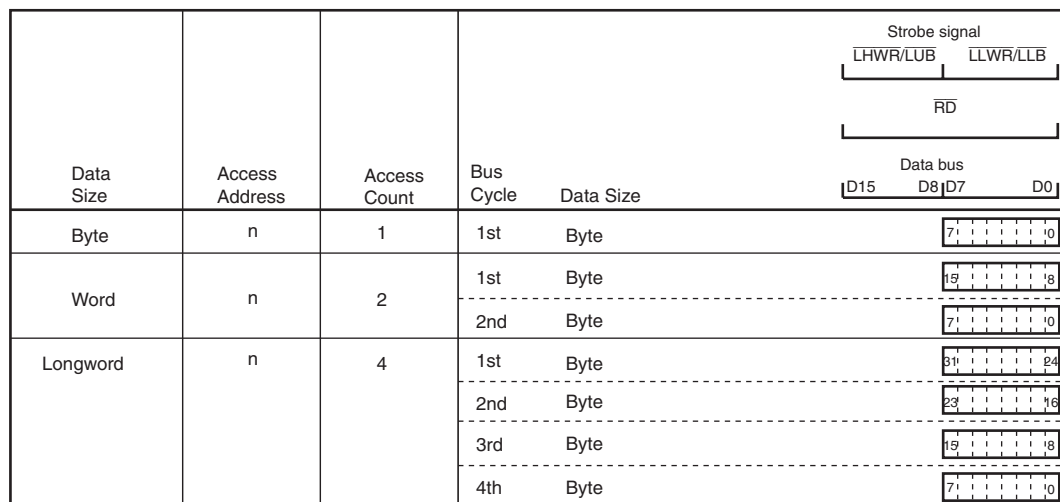 Strobe signal
LHWR/LUB LLWR/LLB
RD
Data Size
Access Address
Access Count
Bus Cycle
Data Size
Data bus
D15 D8 D7 D0
Byte n 1 1st Byte 7 0
Word n 2 1st Byte 15 8
2nd Byte 7 0
Longword n 4 1st Byte 31 24
2nd Byte 23 16
3rd Byte 15 8
4th Byte 7 0